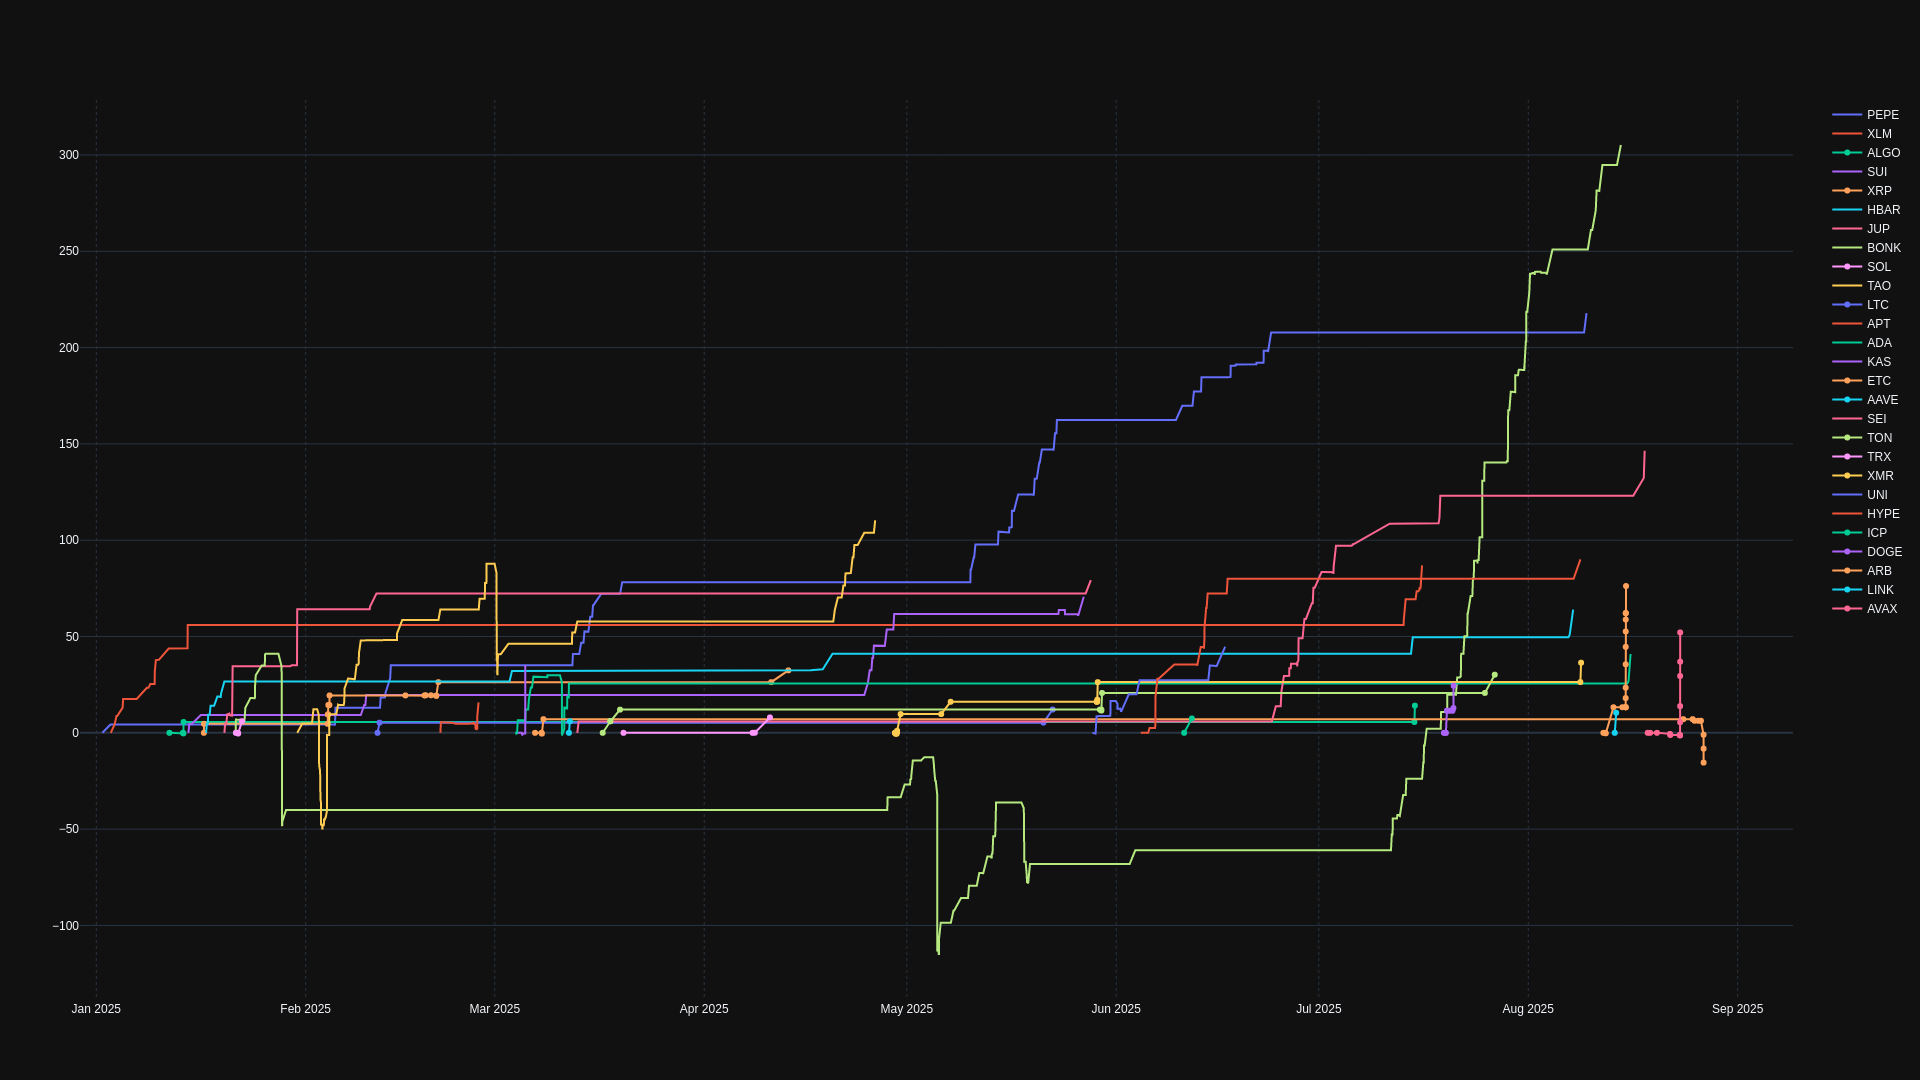 300
250
200
150
100
50
0
−50
−100
Jan 2025
Feb 2025
Mar 2025
Apr 2025
May 2025
Jun 2025
Jul 2025
Aug 2025
Sep 2025
PEPE
XLM
ALGO
SUI
XRP
HBAR
JUP
BONK
SOL
TAO
LTC
APT
ADA
KAS
ETC
AAVE
SEI
TON
TRX
XMR
UNI
HYPE
ICP
DOGE
ARB
LINK
AVAX